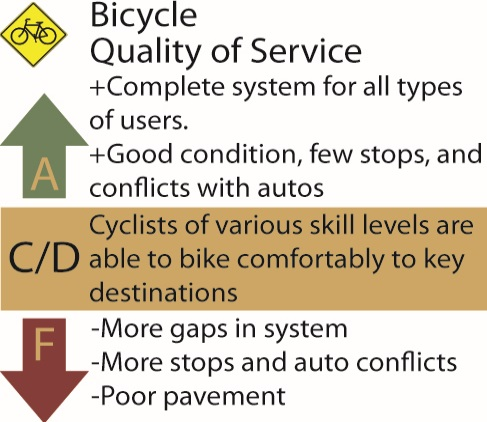 Bicycle
Quality of Service
+Complete system for all types
of users.
+Good condition, few stops, and
conflicts with autos
A
Cyclists of various skill levels are
able to bike comfortably to key
destinations
C/D
-More gaps in system
-More stops and auto conflicts
-Poor pavement
F